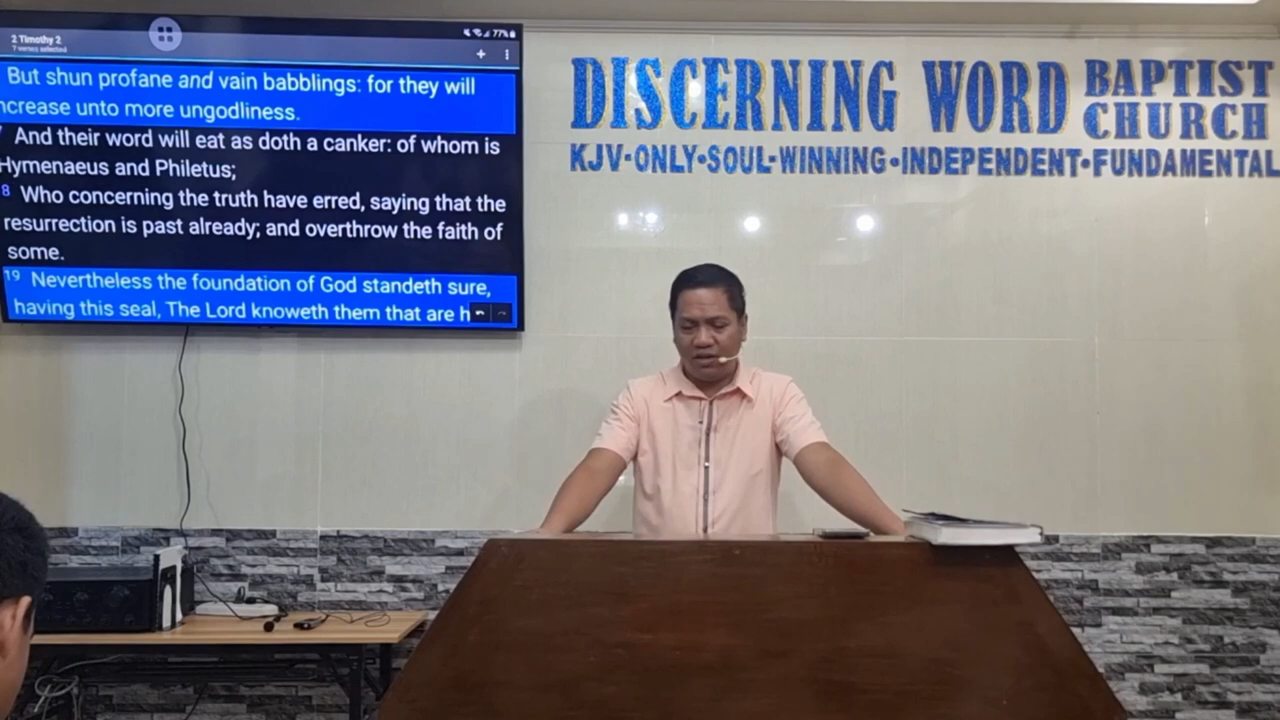 2 Timothy 2
7 verses selected
77%
But shun profane and vain babblings: for they will
ncrease unto more ungodliness.
And their word will eat as doth a canker: of whom is
Hymenaeus and Philetus;
8 Who concerning the truth have erred, saying that the
resurrection is past already; and overthrow the faith of
some.
19 Nevertheless the foundation of God standeth sure,
having this seal, The Lord knoweth them that are h
DISCERNING WORD BAPTIST CHURCH
KJV-ONLY•SOUL-WINNING•INDEPENDENT•FUNDAMENTAL